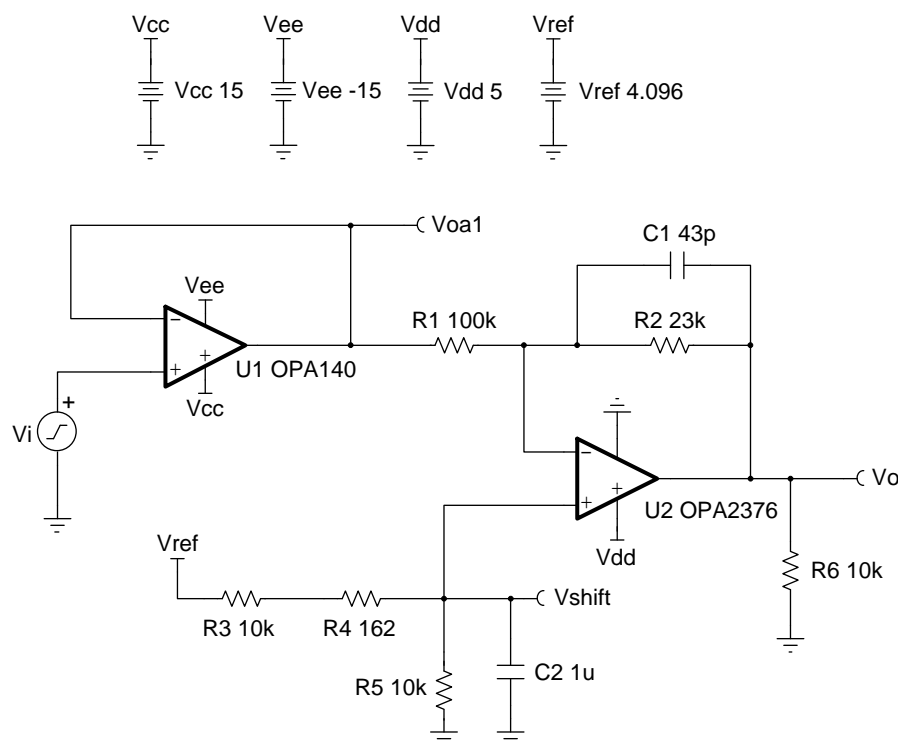 Vcc
Vee
Vdd
Vref
Vcc 15
Vee -15
Vdd 5
Vref 4.096
Voa1
C1 43p
Vee
R1 100k
R2 23k
U1 OPA140
Vcc
Vi
Vo
U2 OPA2376
Vdd
Vref
R6 10k
Vshift
R3 10k
R4 162
R5 10k
C2 1u